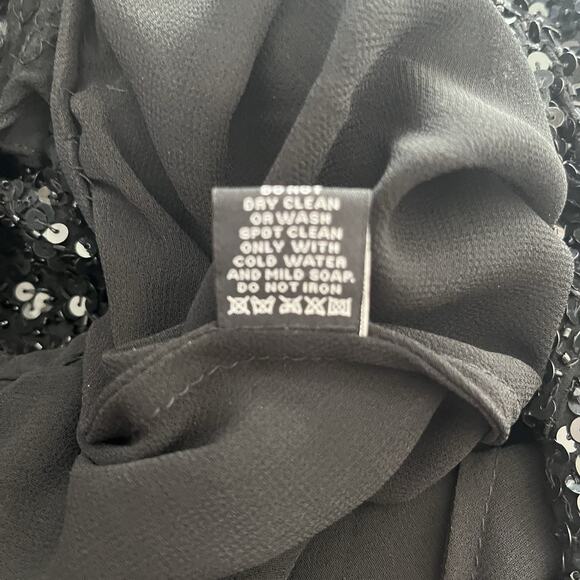 DO NOT
DRY CLEAN
OR WASH
SPOT CLEAN
ONLY WITH
COLD WATER
AND MILD SOAP.
DO NOT IRON